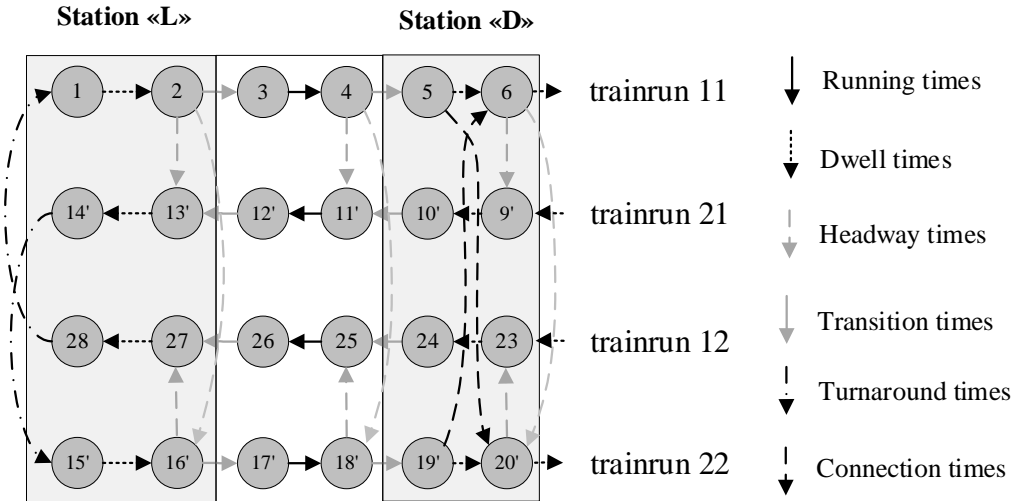 Station «L» Station «D»
1 2 3 4 5 6 trainrun 11 Running times
Dwell times
14' 13' 12' 11' 10' 9' trainrun 21
Headway times
Transition times
28 27 26 25 24 23 trainrun 12
Turnaround times
15' 16' 17' 18' 19' 20' trainrun 22
Connection times